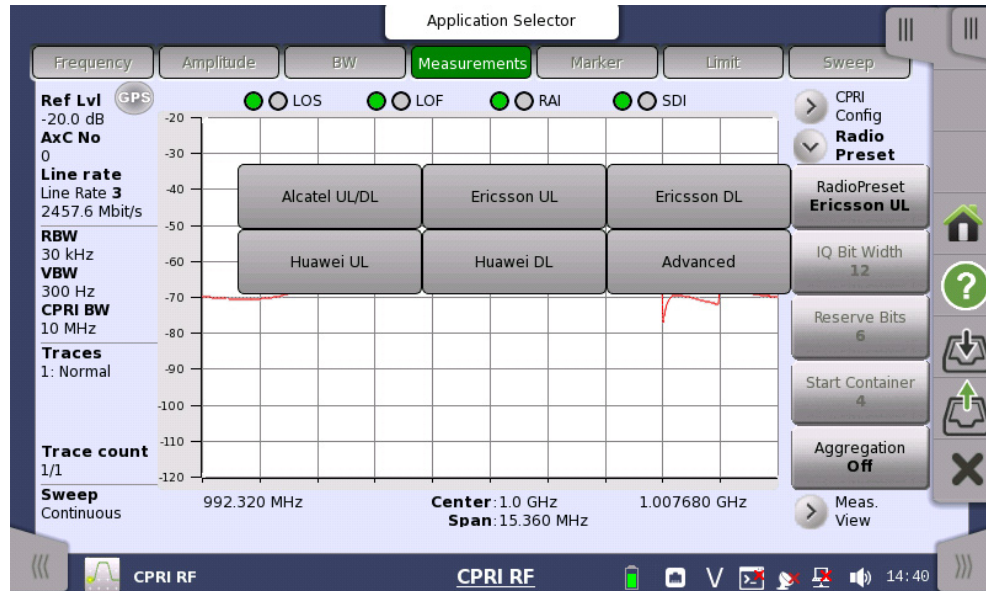 Application Selector
Frequency
Amplitude
BW
Measurements
Marker
Limit
Sweep
Ref Lvl GPS
-20.0 dB
AxC No
0
Line rate
Line Rate 3
2457.6 Mbit/s
RBW
30 kHz
VBW
300 Hz
CPRI BW
10 MHz
Traces
1: Normal
Trace count
1/1
Sweep
Continuous
LOS
LOF
RAI
SDI
-20
-30
-40
-50
-60
-70
-80
-90
-100
-110
-120
Alcatel UL/DL
Ericsson UL
Ericsson DL
Huawei UL
Huawei DL
Advanced
992.320 MHz
Center:1.0 GHz
Span:15.360 MHz
1.007680 GHz
CPRI
Config
Radio
Preset
RadioPreset
Ericsson UL
IQ Bit Width
12
Reserve Bits
6
Start Container
4
Aggregation
Off
Meas.
View
CPRI RF
CPRI RF
V
14:40